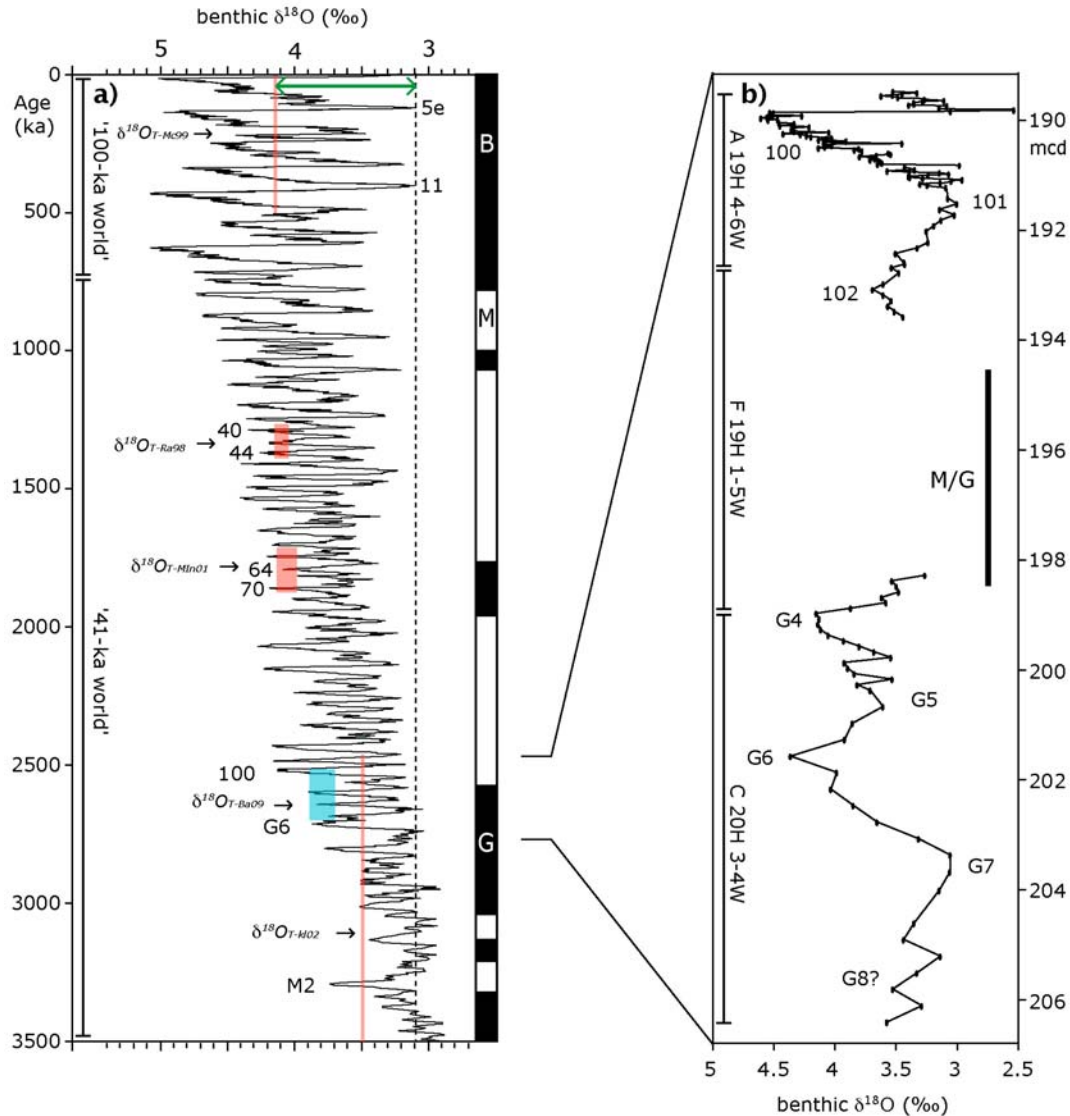 benthic δ18O (‰)
5 4 3
Age
(ka)
0
500
1000
1500
2000
2500
3000
3500
a)
'100-ka world'
'41-ka world'
δ18OT-Mc99 →
5e
11
40
δ18OT-Ra98 →
44
δ18OT-MIn01 →
64
70
100
δ18OT-Ba09 →
G6
δ18OT-kl02 →
M2
B
M
G
b)
A 19H 4-6W
F 19H 1-5W
C 20H 3-4W
100
101
102
M/G
G4
G5
G6
G7
G8?
190
mcd
192
194
196
198
200
202
204
206
5 4.5 4 3.5 3 2.5
benthic δ18O (‰)